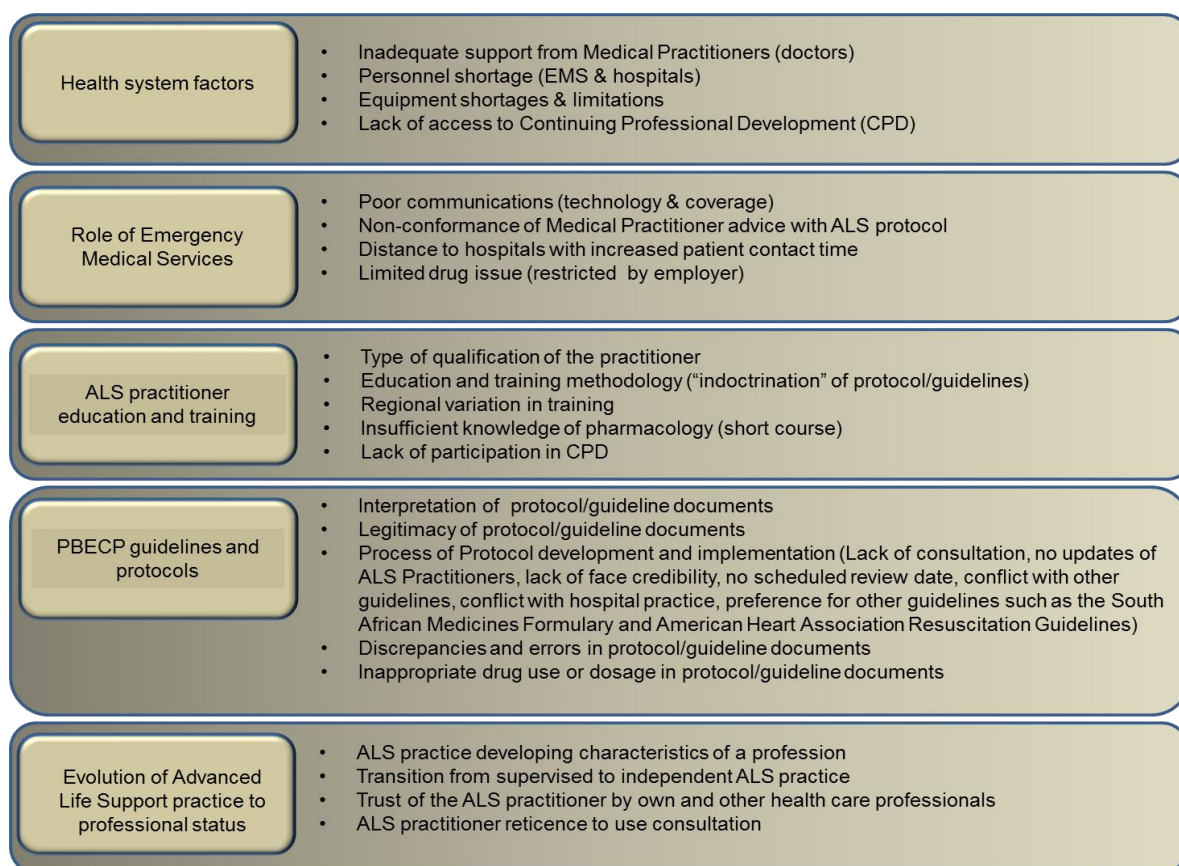 Health system factors
• Inadequate support from Medical Practitioners (doctors)
• Personnel shortage (EMS & hospitals)
• Equipment shortages & limitations
• Lack of access to Continuing Professional Development (CPD)
Role of Emergency
Medical Services
• Poor communications (technology & coverage)
• Non-conformance of Medical Practitioner advice with ALS protocol
• Distance to hospitals with increased patient contact time
• Limited drug issue (restricted by employer)
ALS practitioner
education and training
• Type of qualification of the practitioner
• Education and training methodology (“indoctrination” of protocol/guidelines)
• Regional variation in training
• Insufficient knowledge of pharmacology (short course)
• Lack of participation in CPD
PBECP guidelines and
protocols
• Interpretation of protocol/guideline documents
• Legitimacy of protocol/guideline documents
• Process of Protocol development and implementation (Lack of consultation, no updates of
ALS Practitioners, lack of face credibility, no scheduled review date, conflict with other
guidelines, conflict with hospital practice, preference for other guidelines such as the South
African Medicines Formulary and American Heart Association Resuscitation Guidelines)
• Discrepancies and errors in protocol/guideline documents
• Inappropriate drug use or dosage in protocol/guideline documents
Evolution of Advanced
Life Support practice to
professional status
• ALS practice developing characteristics of a profession
• Transition from supervised to independent ALS practice
• Trust of the ALS practitioner by own and other health care professionals
• ALS practitioner reticence to use consultation